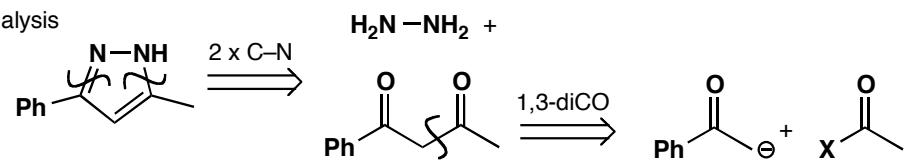 alysis
H₂N–NH₂ +
N–NH
2 x C–N
O O
1,3-diCO
O O
Ph
Ph
Ph ⊖ + X